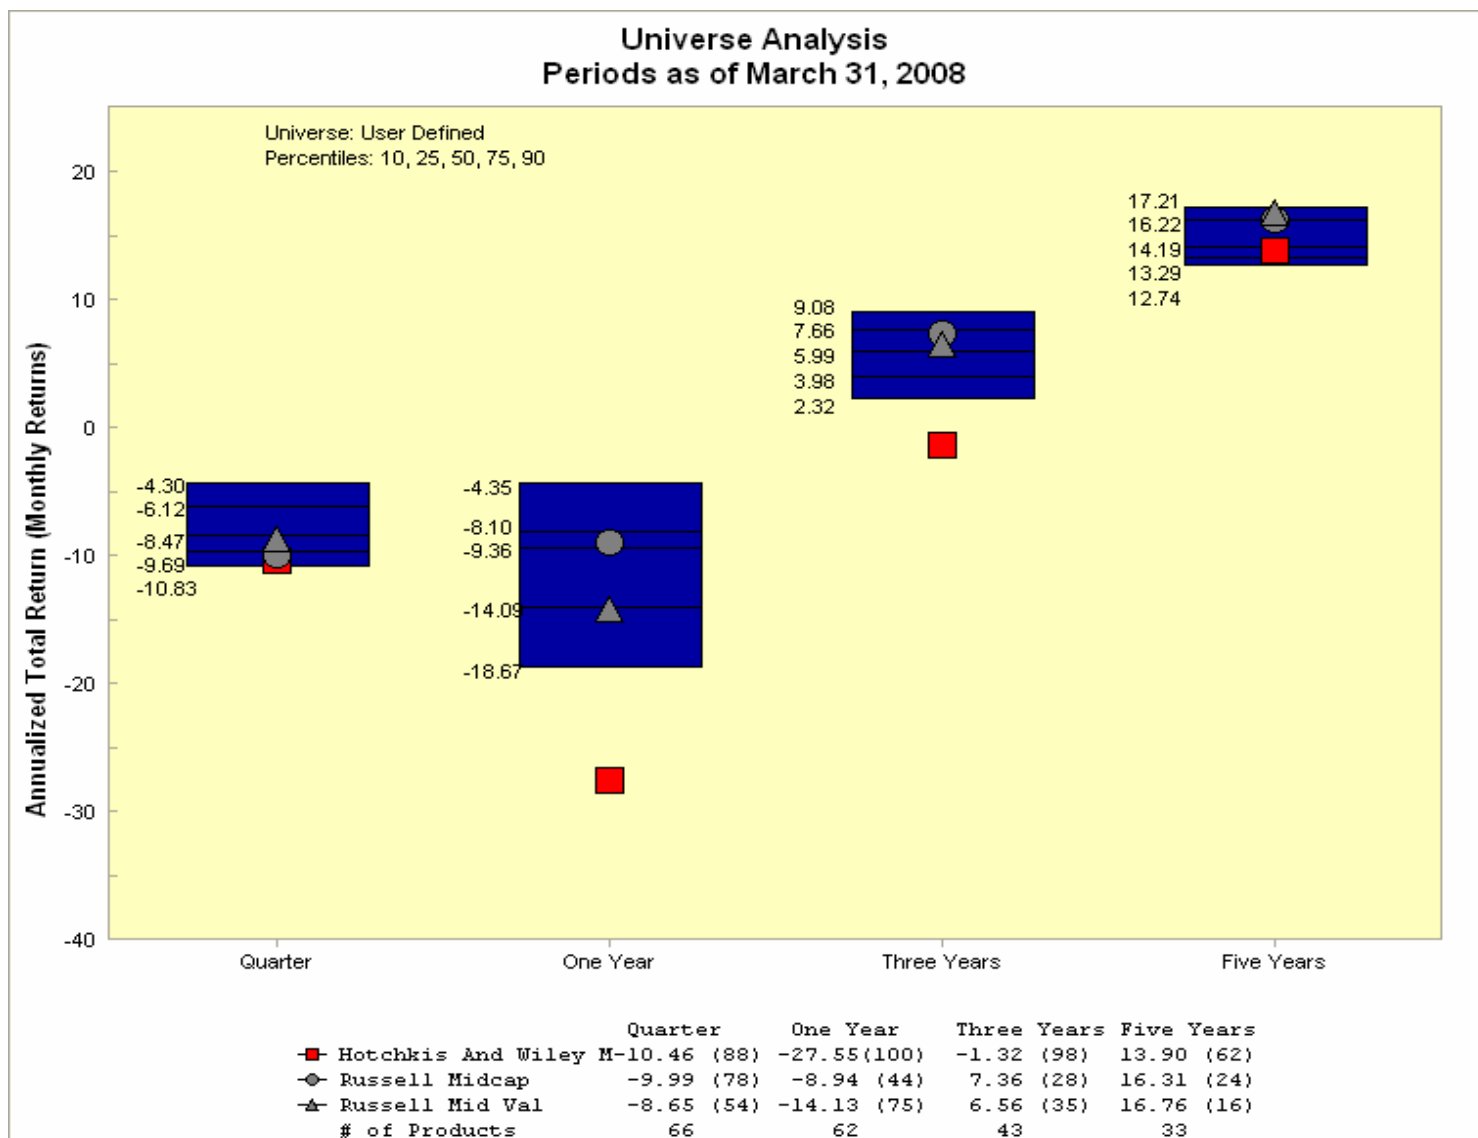 Universe Analysis
Periods as of March 31, 2008
Universe: User Defined
Percentiles: 10, 25, 50, 75, 90
Annualized Total Return (Monthly Returns)
20
10
0
-10
-20
-30
-40
-4.30
-6.12
-8.47
-9.69
-10.83
-4.35
-8.10
-9.36
-14.09
-18.67
9.08
7.66
5.99
3.98
2.32
17.21
16.22
14.19
13.29
12.74
Quarter One Year Three Years Five Years
Quarter One Year Three Years Five Years
Hotchkis And Wiley M-10.46 (88) -27.55(100) -1.32 (98) 13.90 (62)
Russell Midcap -9.99 (78) -8.94 (44) 7.36 (28) 16.31 (24)
Russell Mid Val -8.65 (54) -14.13 (75) 6.56 (35) 16.76 (16)
# of Products 66 62 43 33